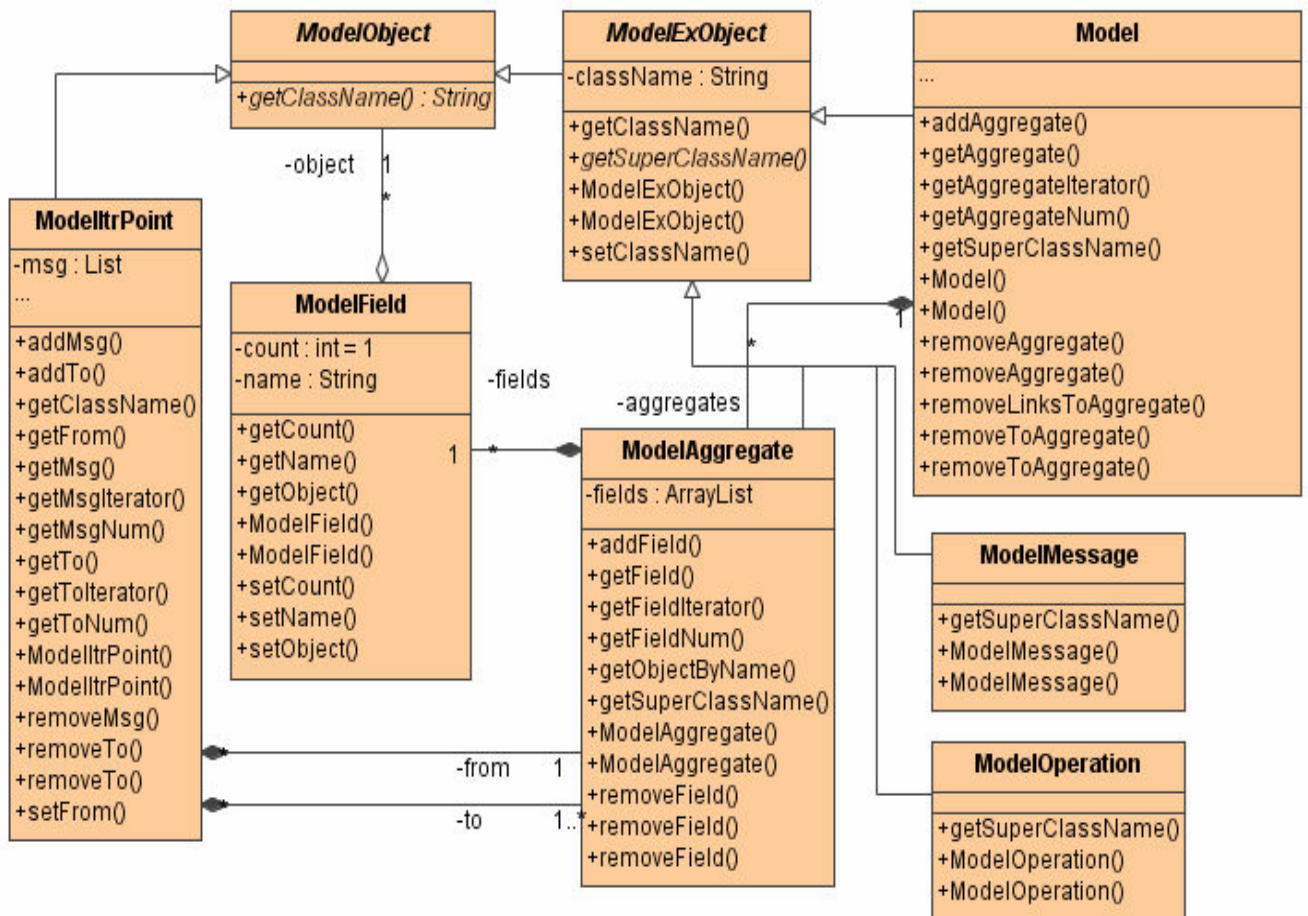 ModelObject
+getClassName() : String
ModelExObject
-className : String
+getClassName()
+getSuperClassName()
+ModelExObject()
+ModelExObject()
+setClassName()
Model
...
+addAggregate()
+getAggregate()
+getAggregateIterator()
+getAggregateNum()
+getSuperClassName()
+Model()
+Model()
+removeAggregate()
+removeAggregate()
+removeLinksToAggregate()
+removeToAggregate()
+removeToAggregate()
-object 1
*
ModelItrPoint
-msg : List
...
+addMsg()
+addTo()
+getClassName()
+getFrom()
+getMsg()
+getMsgIterator()
+getMsgNum()
+getTo()
+getToIterator()
+getToNum()
+ModelItrPoint()
+ModelItrPoint()
+removeMsg()
+removeTo()
+removeTo()
+setFrom()
ModelField
-count : int = 1
-name : String
+getCount()
+getName()
+getObject()
+ModelField()
+ModelField()
+setCount()
+setName()
+setObject()
-fields
1 *
1
*
-aggregates
ModelAggregate
-fields : ArrayList
+addField()
+getField()
+getFieldIterator()
+getFieldNum()
+getObjectByName()
+getSuperClassName()
+ModelAggregate()
+ModelAggregate()
+removeField()
+removeField()
+removeField()
*
-from 1
*
-to 1..*
ModelMessage
+getSuperClassName()
+ModelMessage()
+ModelMessage()
ModelOperation
+getSuperClassName()
+ModelOperation()
+ModelOperation()